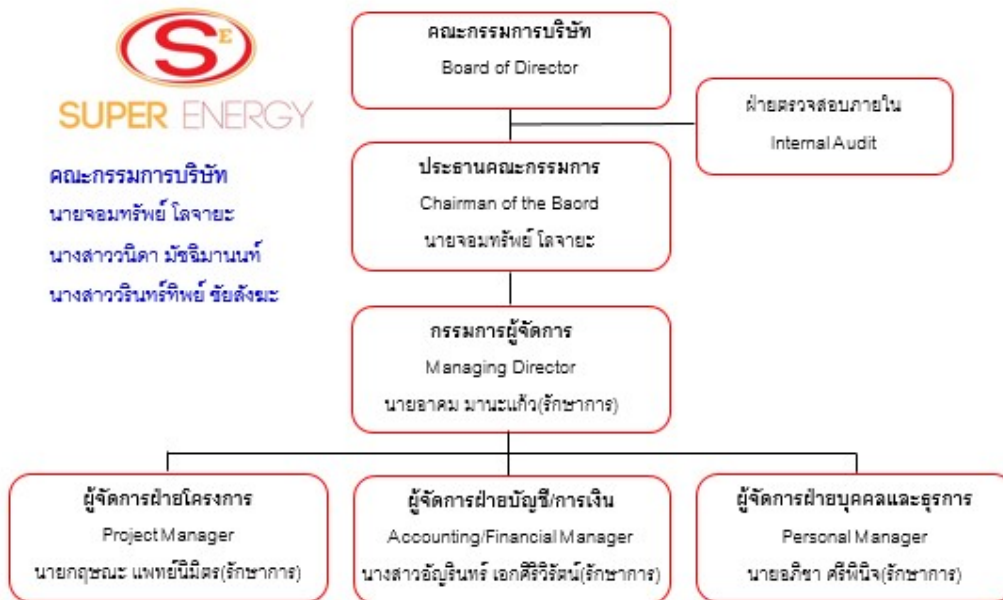 SE
SUPER ENERGY
คณะกรรมการบริษัท
นายจอมทรัพย์ โลจายะ
นางสาววนิดา มัชฉิมานนท์
นางสาววรินทร์ทิพย์ ชัยสังฆะ
คณะกรรมการบริษัท
Board of Director
ฝ่ายตรวจสอบภายใน
Internal Audit
ประธานคณะกรรมการ
Chairman of the Baord
นายจอมทรัพย์ โลจายะ
กรรมการผู้จัดการ
Managing Director
นายอาคม มานะแก้ว(รักษาการ)
ผู้จัดการฝ่ายโครงการ
Project Manager
นายกฤษณะ แพทย์นิมิตร(รักษาการ)
ผู้จัดการฝ่ายบัญชี/การเงิน
Accounting/Financial Manager
นางสาวอัญรินทร์ เอกศิริวิรัตน์(รักษาการ)
ผู้จัดการฝ่ายบุคคลและธุรการ
Personal Manager
นายอภิชา ศรีพินิจ(รักษาการ)